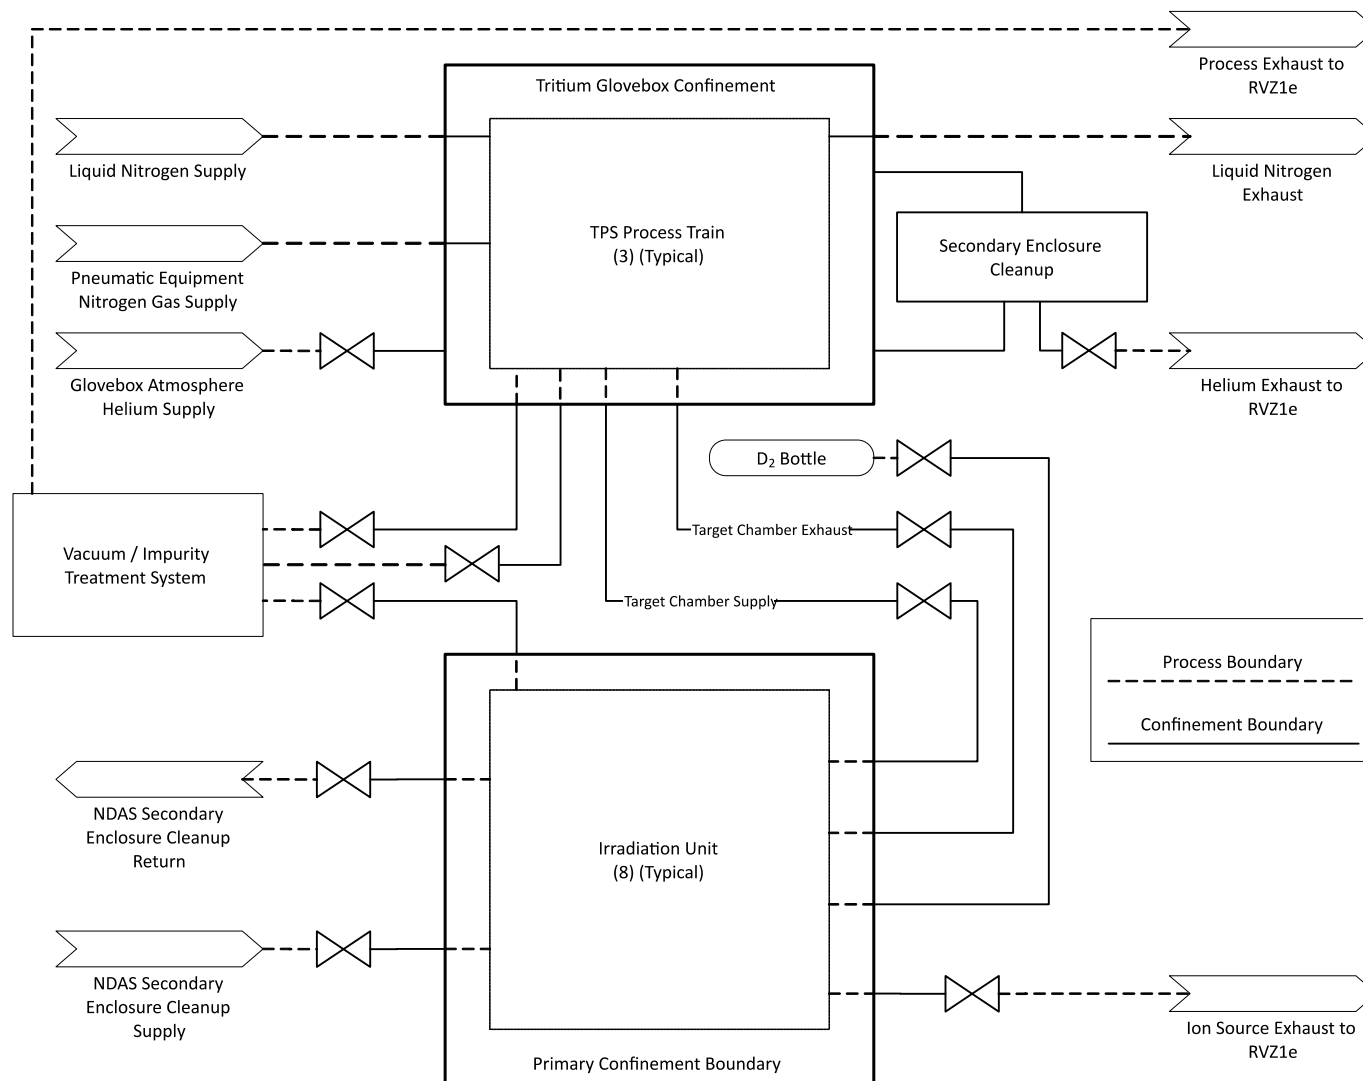 Process Exhaust to
RVZ1e
Tritium Glovebox Confinement
Liquid Nitrogen Supply
Liquid Nitrogen
Exhaust
TPS Process Train
(3) (Typical)
Secondary Enclosure
Cleanup
Pneumatic Equipment
Nitrogen Gas Supply
Glovebox Atmosphere
Helium Supply
Helium Exhaust to
RVZ1e
D₂ Bottle
Vacuum / Impurity
Treatment System
Target Chamber Exhaust
Target Chamber Supply
Process Boundary
Confinement Boundary
NDAS Secondary
Enclosure Cleanup
Return
Irradiation Unit
(8) (Typical)
NDAS Secondary
Enclosure Cleanup
Supply
Ion Source Exhaust to
RVZ1e
Primary Confinement Boundary